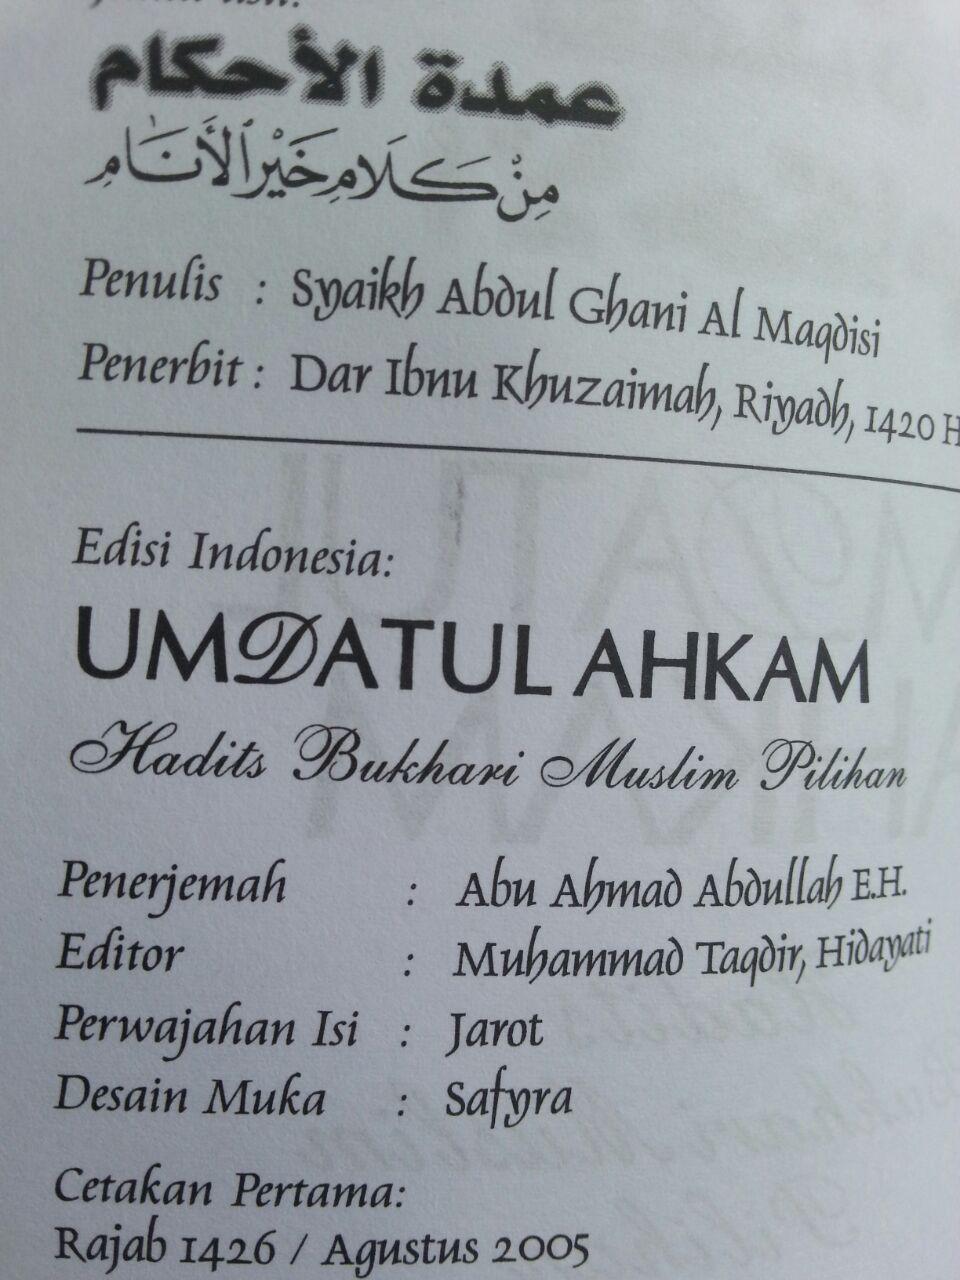 عمدة الأحكام
مِنْ كَلَامِ خَيْرِ الْأَنَامِ
Penulis : Syaikh Abdul Ghani Al Maqdisi
Penerbit : Dar Ibnu Khuzaimah, Riyadh, 1420 H
Edisi Indonesia:
UMDATUL AHKAM
Hadits Bukhari Muslim Pilihan
Penerjemah : Abu Ahmad Abdullah E.H.
Editor : Muhammad Taqdir, Hidayati
Perwajahan Isi : Jarot
Desain Muka : Safyra
Cetakan Pertama:
Rajab 1426 / Agustus 2005